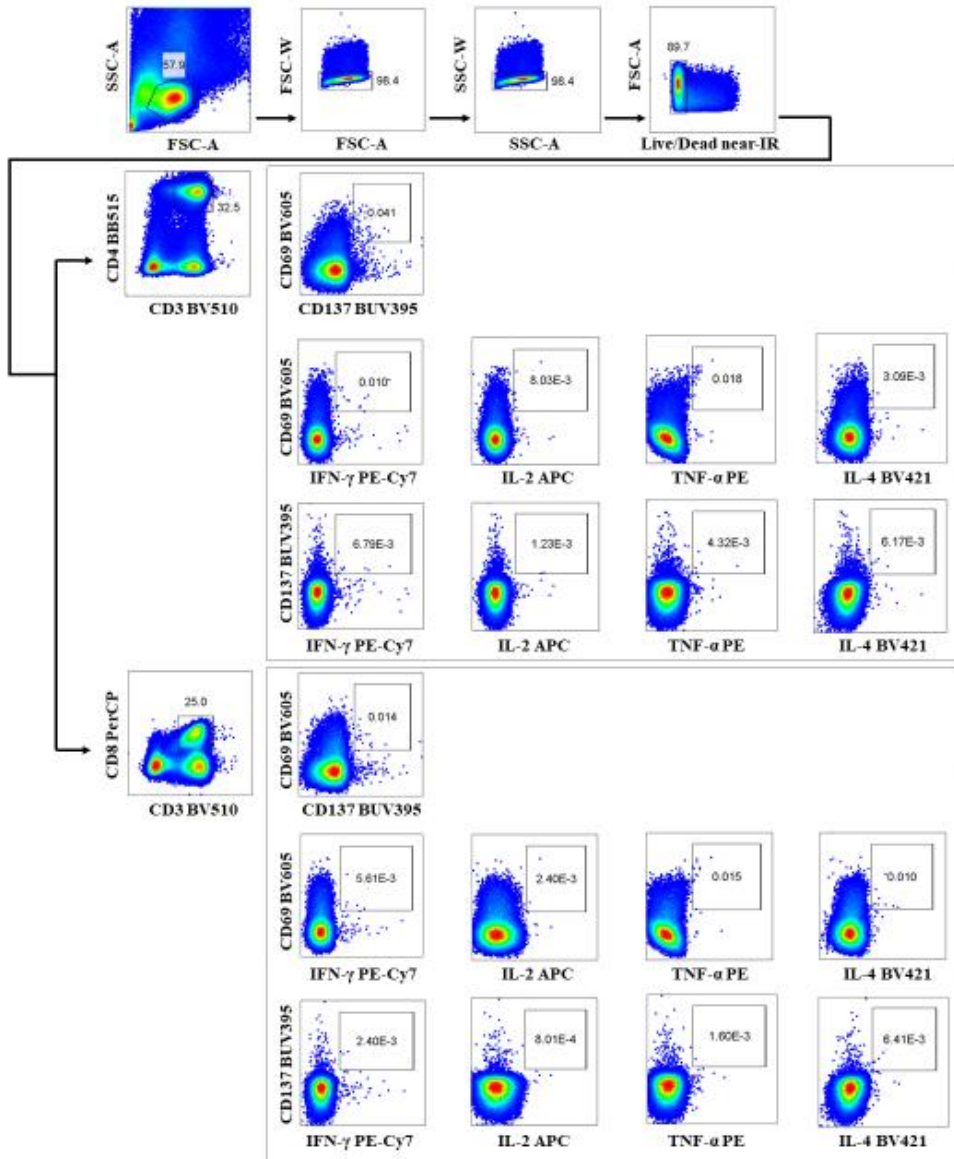 SSC-A
57.9
FSC-A
FSC-W
98.4
FSC-A
SSC-W
98.4
SSC-A
FSC-A
89.7
Live/Dead near-IR
CD4 BB515
32.5
CD3 BV510
CD69 BV605
0.041
CD137 BUV395
CD69 BV605
0.010
IFN-γ PE-Cy7
8.03E-3
IL-2 APC
0.018
TNF-α PE
3.09E-3
IL-4 BV421
CD137 BUV395
6.79E-3
IFN-γ PE-Cy7
1.23E-3
IL-2 APC
4.32E-3
TNF-α PE
6.17E-3
IL-4 BV421
CD8 PerCP
25.0
CD3 BV510
CD69 BV605
0.014
CD137 BUV395
CD69 BV605
5.61E-3
IFN-γ PE-Cy7
2.40E-3
IL-2 APC
0.015
TNF-α PE
0.010
IL-4 BV421
CD137 BUV395
2.40E-3
IFN-γ PE-Cy7
8.01E-4
IL-2 APC
1.60E-3
TNF-α PE
6.41E-3
IL-4 BV421